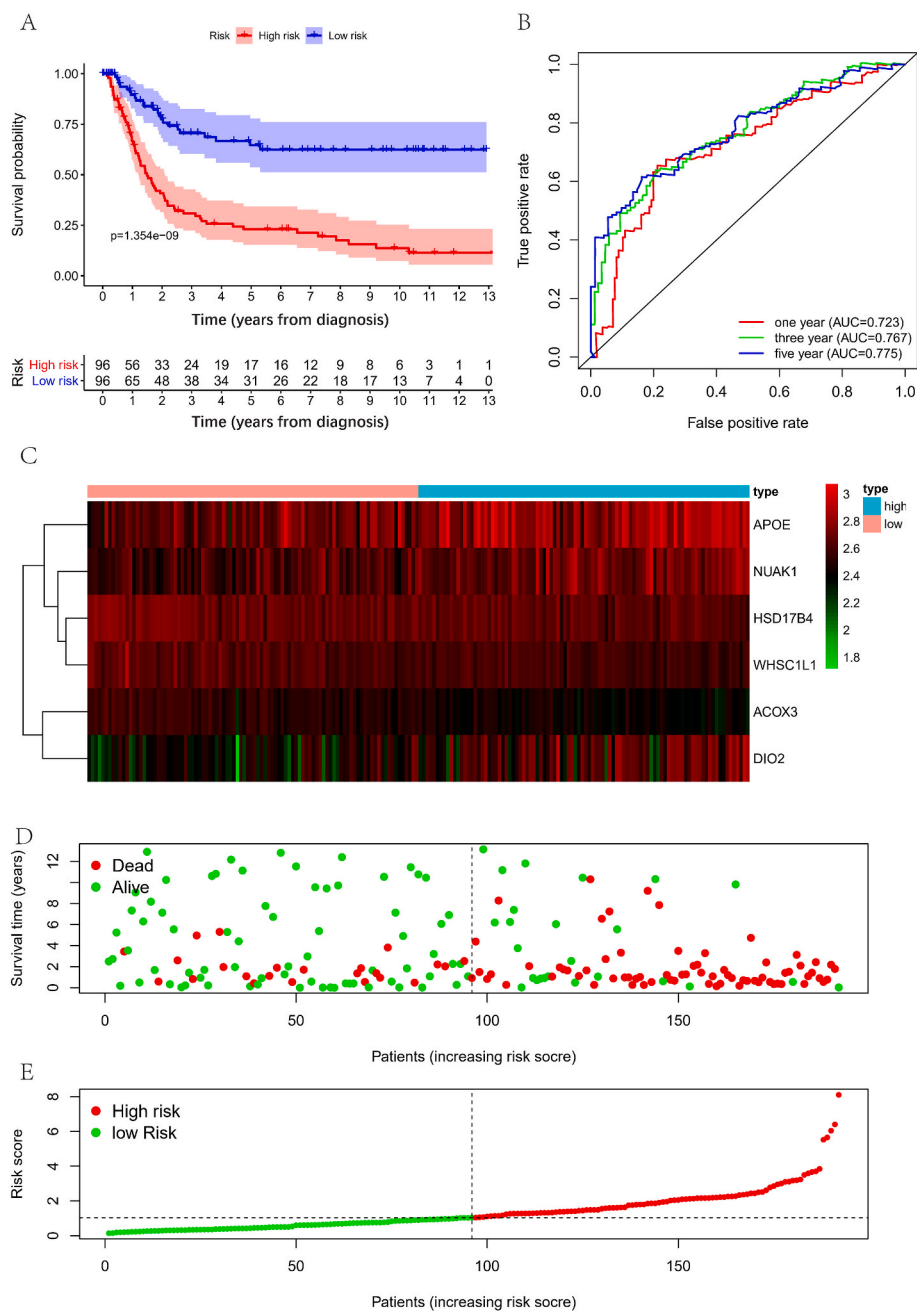 A
Risk High risk Low risk
Survival probability
1.00
0.75
0.50
0.25
0.00
p=1.354e−09
0 1 2 3 4 5 6 7 8 9 10 11 12 13
Time (years from diagnosis)
Risk
High risk 96 56 33 24 19 17 16 12 9 8 6 3 1 1
Low risk 96 65 48 38 34 31 26 22 18 17 13 7 4 0
0 1 2 3 4 5 6 7 8 9 10 11 12 13
Time (years from diagnosis)
B
True positive rate
1.0
0.8
0.6
0.4
0.2
0.0
one year (AUC=0.723)
three year (AUC=0.767)
five year (AUC=0.775)
0.0 0.2 0.4 0.6 0.8 1.0
False positive rate
C
type
APOE
NUAK1
HSD17B4
WHSC1L1
ACOX3
DIO2
3
2.8
2.6
2.4
2.2
2
1.8
type
high
low
D
Survival time (years)
12
8
6
4
2
0
Dead
Alive
0 50 100 150
Patients (increasing risk socre)
E
Risk score
8
6
4
2
0
High risk
low Risk
0 50 100 150
Patients (increasing risk socre)